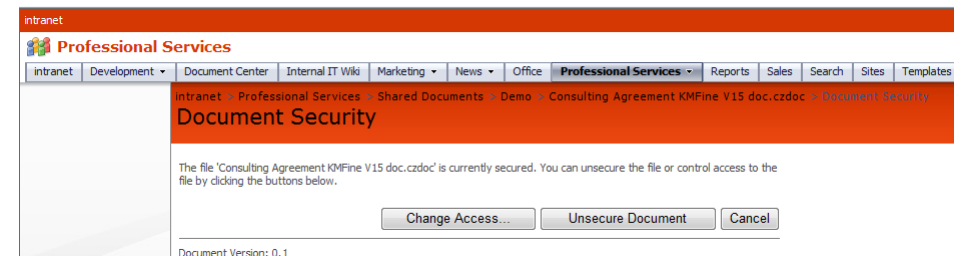 intranet
Professional Services
intranet Development Document Center Internal IT Wiki Marketing News Office Professional Services Reports Sales Search Sites Templates
intranet > Professional Services > Shared Documents > Demo > Consulting Agreement KMFine V15 doc.czdoc > Document Security
Document Security
The file 'Consulting Agreement KMFine V15 doc.czdoc' is currently secured. You can unsecure the file or control access to the
file by clicking the buttons below.
Change Access... Unsecure Document Cancel
Document Version: 0.1